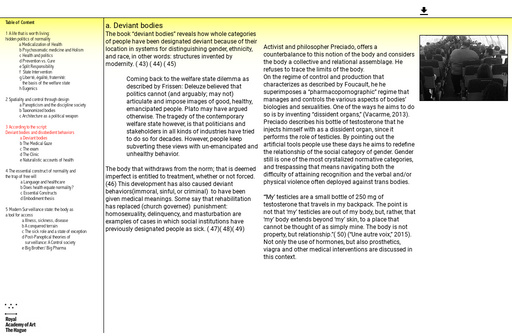 Table of Content
1 A life that is worth living:
hidden politics of normality
a Medicalization of Health
b Psychosomatic medicine and Holism
c Health and politics
d Prevention vs. Cure
e Split Responsibility
f State Intervention
g Liberté, égalité, fraternité:
the basis of the welfare state
h Eugenics
2 Spatiality and control through design
a Panopticism and the discipline society
b Taxonomized bodies
c Architecture as a political weapon
3 According to the script:
Deviant bodies and disobedient behaviors
a Deviant bodies
b The Medical Gaze
c The exam
d The Clinic
e Naturalistic accounts of health
4 The essential construction of normality and
the trap of free will
a Language and healthcare
b Does health equate normality?
c Essential Constructs
d Embodiment thesis
5 Modern Surveillance state: the body as
a tool for access
a Illness, sickness, disease
b A conquered terrain
c The sick role and a state of exception
d Post-Panoptical theories of
surveillance: A Control society
e Big Brother/ Big Pharma
Royal
Academy of Art
The Hague
a. Deviant bodies
The book “deviant bodies” reveals how whole categories
of people have been designated deviant because of their
location in systems for distinguishing gender, ethnicity,
and race, in other words: structures invented by
modernity. ( 43) ( 44) ( 45)
Coming back to the welfare state dilemma as
described by Frissen: Deleuze believed that
politics cannot (and arguably; may not)
articulate and impose images of good, healthy,
emancipated people. Plato may have argued
otherwise. The tragedy of the contemporary
welfare state however, is that politicians and
stakeholders in all kinds of industries have tried
to do so for decades. However, people keep
subverting these views with un-emancipated and
unhealthy behavior.
The body that withdraws from the norm; that is deemed
imperfect is entitled to treatment, whether or not forced.
(46) This development has also caused deviant
behaviors(immoral, sinful, or criminal) to have been
given medical meanings. Some say that rehabilitation
has replaced (church governed) punishment:
homosexuality, delinquency, and masturbation are
examples of cases in which social institutions have
previously designated people as sick. ( 47)( 48)( 49)
Activist and philosopher Preciado, offers a
counterbalance to this notion of the body and considers
the body a collective and relational assemblage. He
refuses to trace the limits of the body.
On the regime of control and production that
characterizes as described by Foucault, he he
superimposes a "pharmacopornographic" regime that
manages and controls the various aspects of bodies’
biologies and sexualities. One of the ways he aims to do
so is by inventing “dissident organs,” (Vacarme, 2013).
Preciado describes his bottle of testosterone that he
injects himself with as a dissident organ, since it
performs the role of testicles. By pointing out the
artificial tools people use these days he aims to redefine
the relationship of the social category of gender. Gender
still is one of the most crystalized normative categories,
and trespassing that means navigating both the
difficulty of attaining recognition and the verbal and/or
physical violence often deployed against trans bodies.
“My’ testicles are a small bottle of 250 mg of
testosterone that travels in my backpack. The point is
not that ‘my’ testicles are out of my body, but, rather, that
‘my’ body extends beyond ‘my’ skin, to a place that
cannot be thought of as simply mine. The body is not
property, but relationship.”( 50) (“Une autre voix,” 2015).
Not only the use of hormones, but also prosthetics,
viagra and other medical interventions are discussed in
this context.